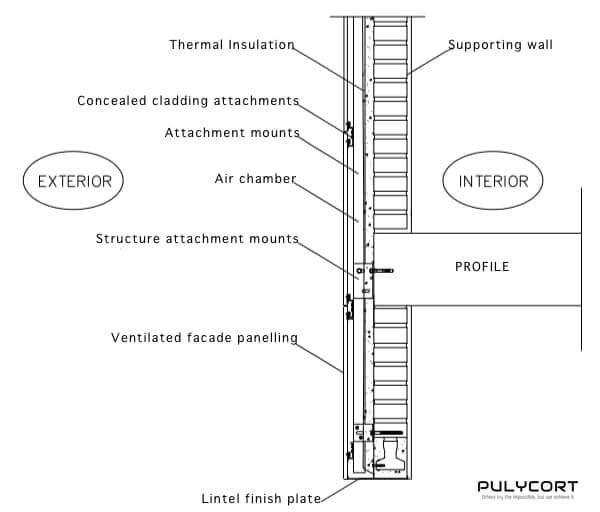 Thermal Insulation
Supporting wall
Concealed cladding attachments
Attachment mounts
Air chamber
EXTERIOR
INTERIOR
Structure attachment mounts
PROFILE
Ventilated facade panelling
Lintel finish plate
PULYCORT
Others try the impossible, but we achieve it